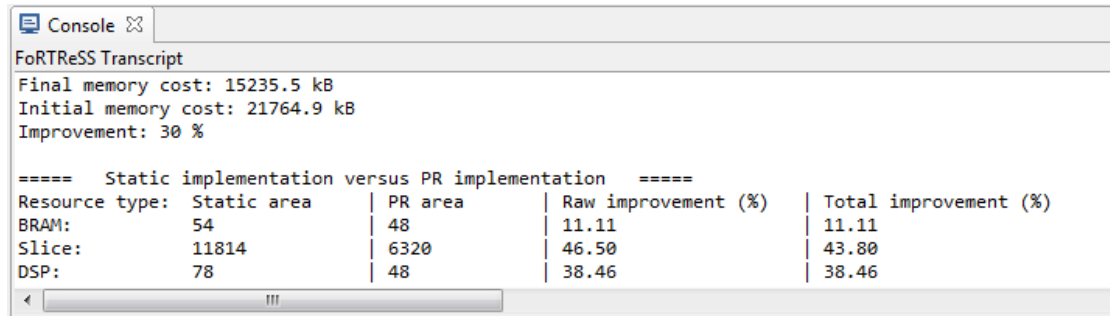 Console
FoRTReSS Transcript
Final memory cost: 15235.5 kB
Initial memory cost: 21764.9 kB
Improvement: 30 %
===== Static implementation versus PR implementation =====
Resource type: Static area | PR area | Raw improvement (%) | Total improvement (%)
BRAM: 54 | 48 | 11.11 | 11.11
Slice: 11814 | 6320 | 46.50 | 43.80
DSP: 78 | 48 | 38.46 | 38.46